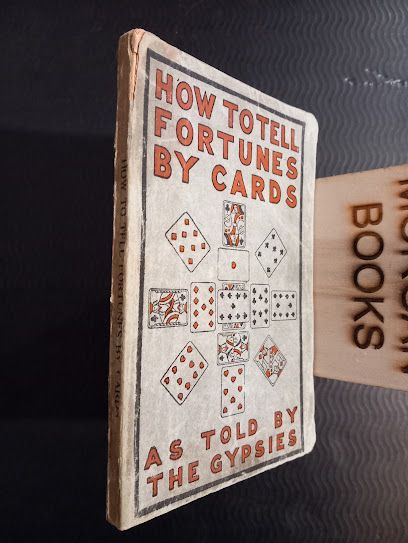 HOW TO TELL
FORTUNES
BY CARDS
AS TOLD BY
THE GYPSIES
HOW TO TELL FORTUNES BY CARDS
BOOKS